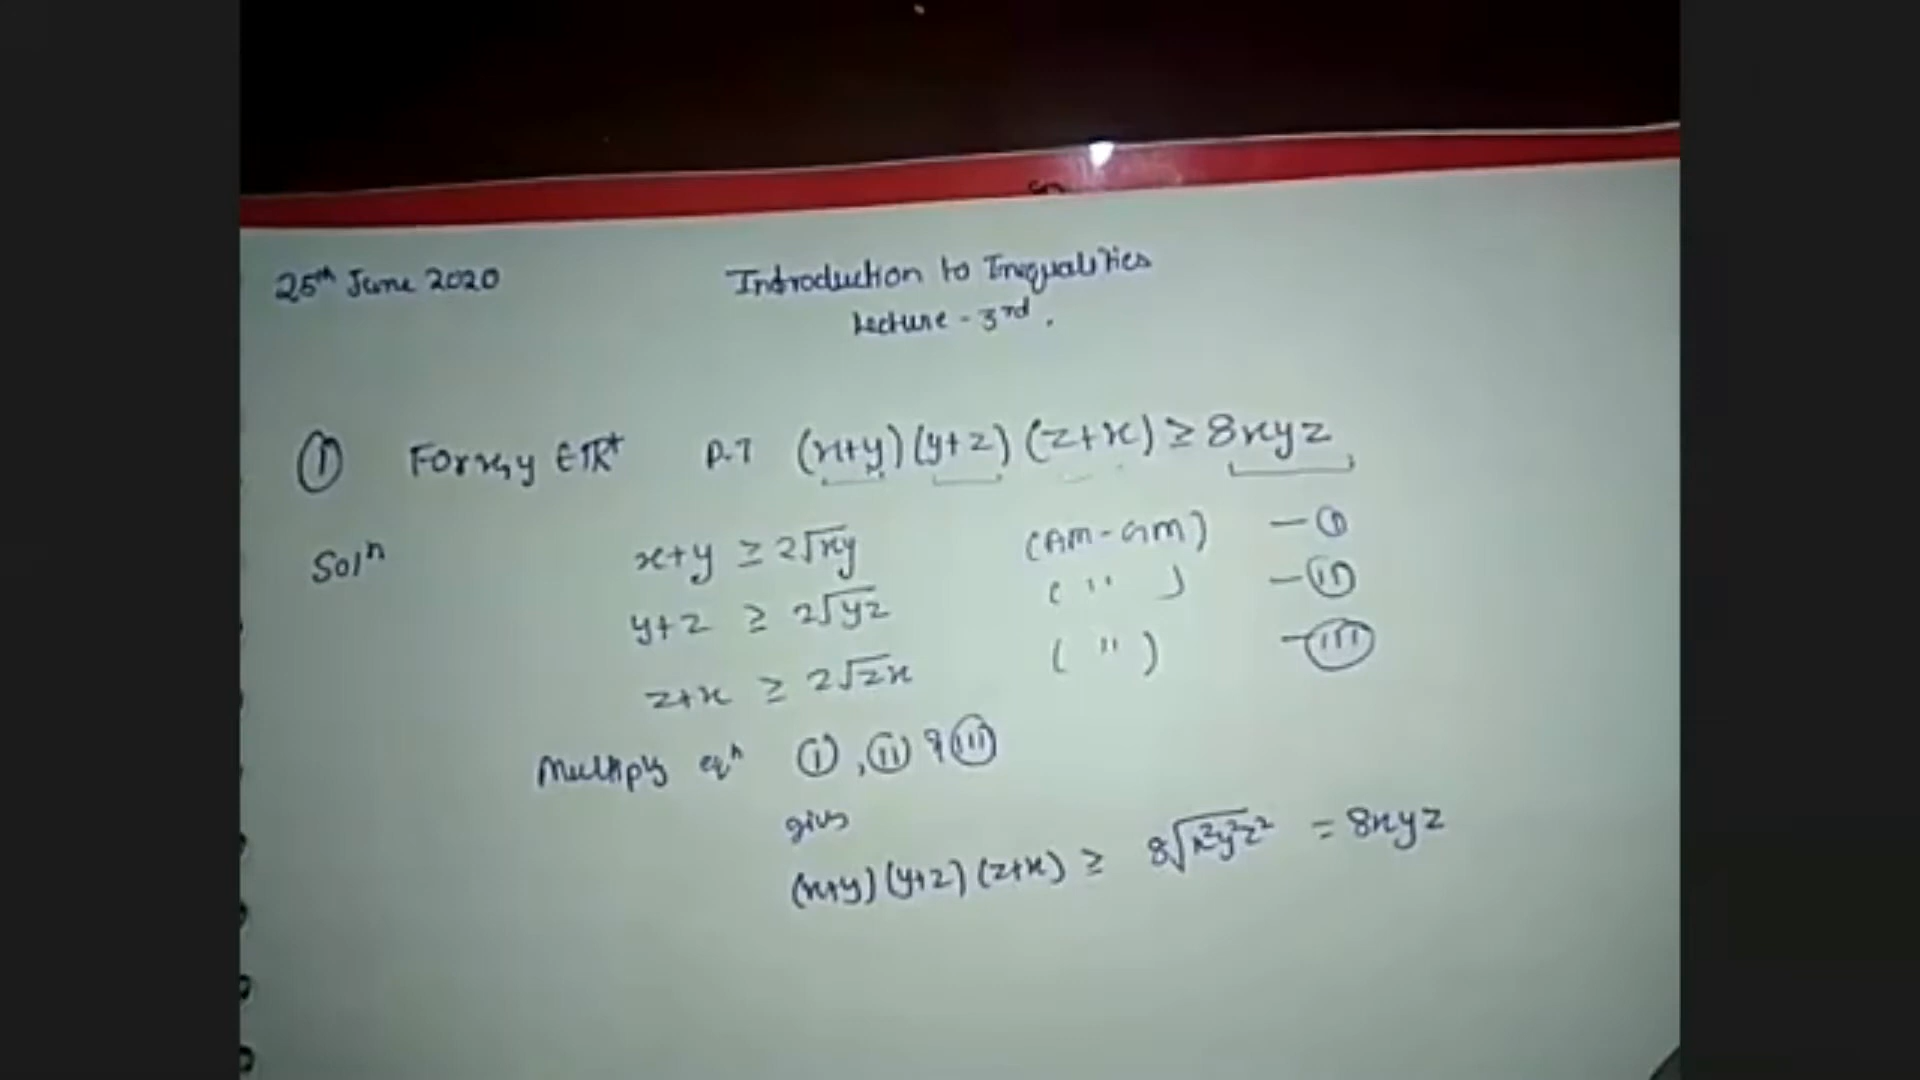 25th June 2020
Introduction to Inequalities
Lecture - 3rd.
① For x,y ∈ ℝ⁺ P.T (x+y)(y+z)(z+x) ≥ 8xyz
Solⁿ x+y ≥ 2√xy (AM-GM) — ⓘ
y+z ≥ 2√yz ( " ) — ⓘⓘ
z+x ≥ 2√zx ( " ) — ⓘⓘⓘ
Multiply eqⁿ ⓘ, ⓘⓘ & ⓘⓘⓘ
gives
(x+y)(y+z)(z+x) ≥ 8√x²y²z² = 8xyz